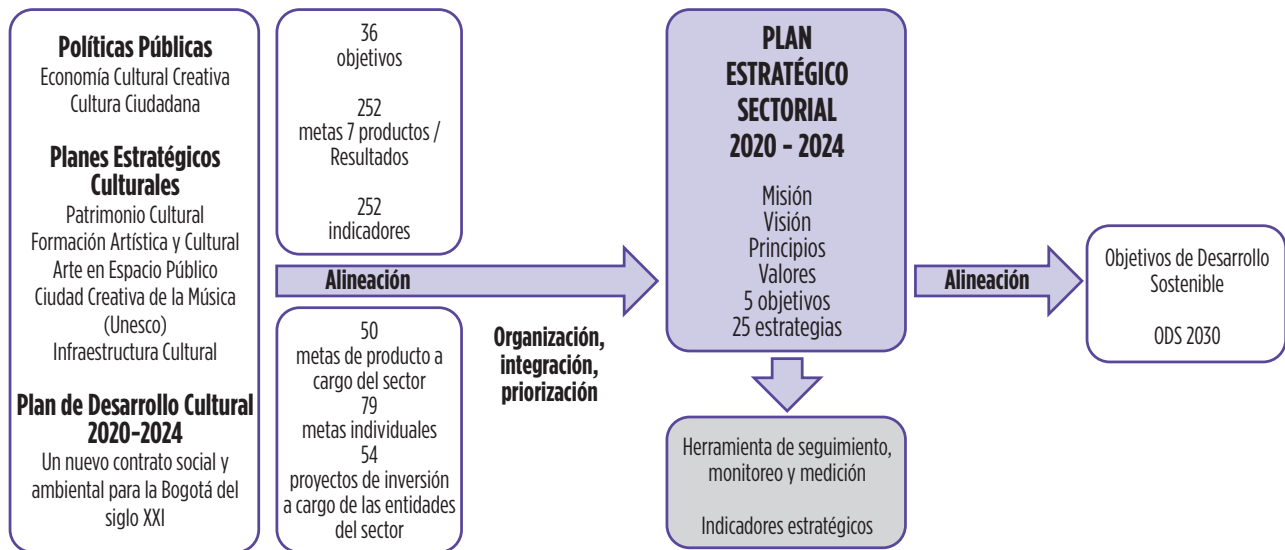 Políticas Públicas
Economía Cultural Creativa
Cultura Ciudadana
Planes Estratégicos
Culturales
Patrimonio Cultural
Formación Artística y Cultural
Arte en Espacio Público
Ciudad Creativa de la Música
(Unesco)
Infraestructura Cultural
Plan de Desarrollo Cultural
2020-2024
Un nuevo contrato social y
ambiental para la Bogotá del
siglo XXI
36
objetivos
252
metas 7 productos /
Resultados
252
indicadores
Alineación
50
metas de producto a
cargo del sector
79
metas individuales
54
proyectos de inversión
a cargo de las entidades
del sector
Organización,
integración,
priorización
PLAN
ESTRATÉGICO
SECTORIAL
2020 - 2024
Misión
Visión
Principios
Valores
5 objetivos
25 estrategias
Herramienta de seguimiento,
monitoreo y medición
Indicadores estratégicos
Alineación
Objetivos de Desarrollo
Sostenible
ODS 2030